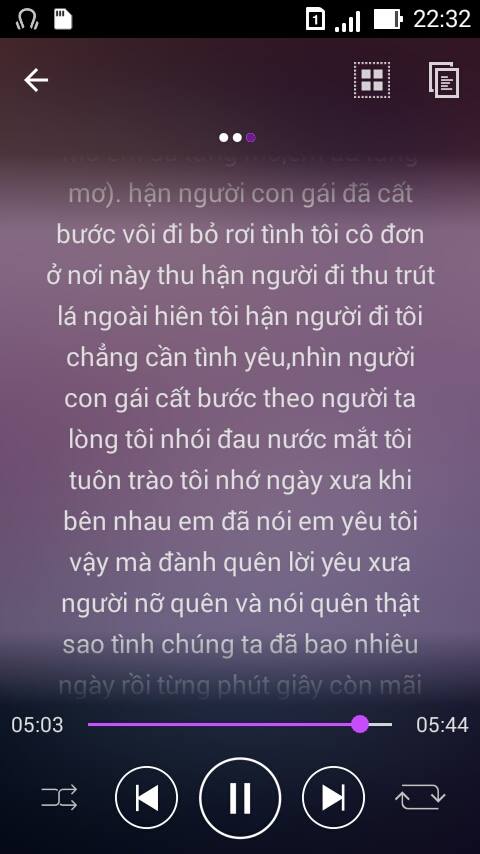 1
22:32
mơ). hận người con gái đã cất
bước vôi đi bỏ rơi tình tôi cô đơn
ở nơi này thu hận người đi thu trút
lá ngoài hiên tôi hận người đi tôi
chẳng cần tình yêu,nhìn người
con gái cất bước theo người ta
lòng tôi nhói đau nước mắt tôi
tuôn trào tôi nhớ ngày xưa khi
bên nhau em đã nói em yêu tôi
vậy mà đành quên lời yêu xưa
người nỡ quên và nói quên thật
sao tình chúng ta đã bao nhiêu
ngày rồi từng phút giây còn mãi
05:03
05:44